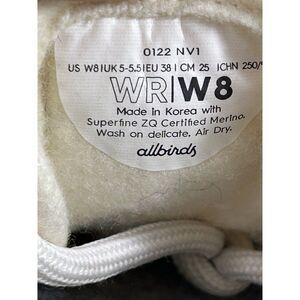 0122 NV1
US W8|UK 5-5.5|EU 38|CM 25|CHN 250/
WR|W8
Made in Korea with
Superfine ZQ Certified Merino.
Wash on delicate, Air Dry.
allbirds